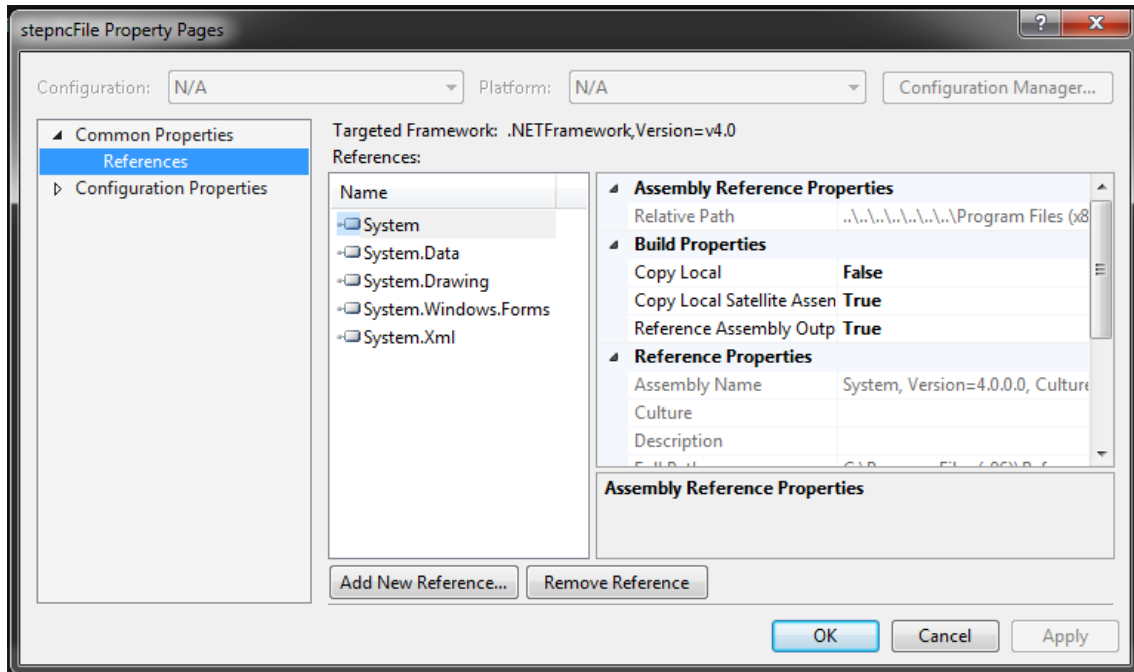 stepncFile Property Pages
Configuration: N/A Platform: N/A Configuration Manager...
Common Properties
References
Configuration Properties
Targeted Framework: .NETFramework,Version=v4.0
References:
Name
System
System.Data
System.Drawing
System.Windows.Forms
System.Xml
Assembly Reference Properties
Relative Path ..\..\..\..\..\..\..\Program Files (x8
Build Properties
Copy Local False
Copy Local Satellite Assen True
Reference Assembly Outp True
Reference Properties
Assembly Name System, Version=4.0.0.0, Culture
Culture
Description
Assembly Reference Properties
Add New Reference... Remove Reference
OK Cancel Apply